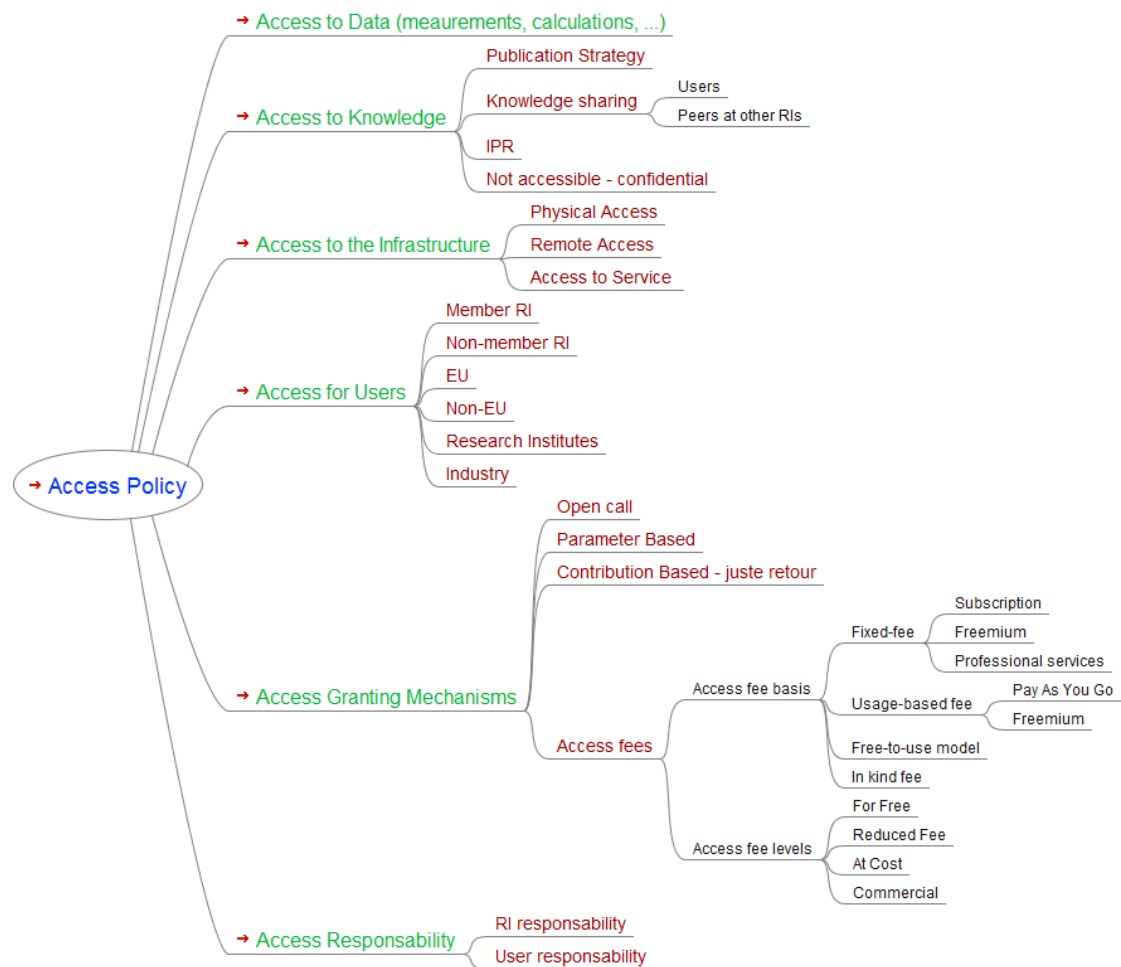 Access to Data (meaurements, calculations, ...)
Publication Strategy
Users
Knowledge sharing
Peers at other RIs
Access to Knowledge
IPR
Not accessible - confidential
Physical Access
Access to the Infrastructure
Remote Access
Access to Service
Member RI
Non-member RI
EU
Access for Users
Non-EU
Research Institutes
Industry
Access Policy
Open call
Parameter Based
Contribution Based - juste retour
Subscription
Fixed-fee
Freemium
Professional services
Access fee basis
Access Granting Mechanisms
Pay As You Go
Usage-based fee
Freemium
Access fees
Free-to-use model
In kind fee
For Free
Reduced Fee
Access fee levels
At Cost
Commercial
RI responsability
Access Responsability
User responsability